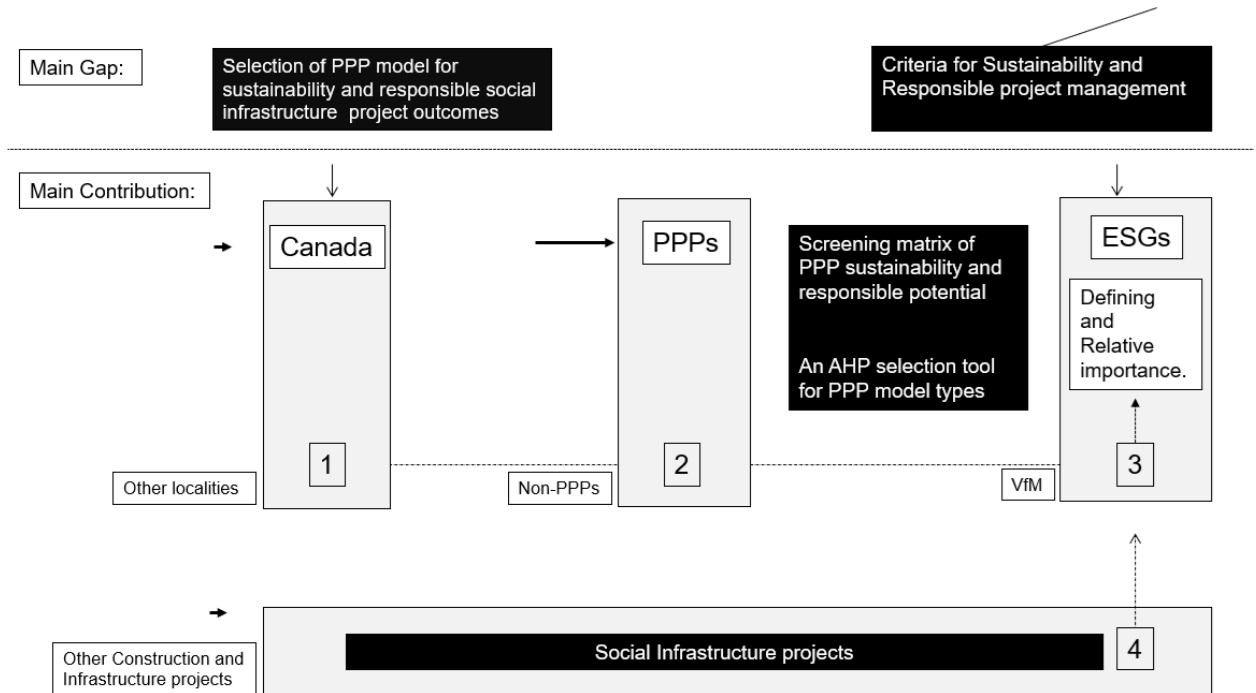 Main Gap:
Selection of PPP model for
sustainability and responsible social
infrastructure project outcomes
Criteria for Sustainability and
Responsible project management
Main Contribution:
Canada
PPPs
Screening matrix of
PPP sustainability and
responsible potential
An AHP selection tool
for PPP model types
ESGs
Defining
and
Relative
importance.
1
2
3
Other localities
Non-PPPs
VfM
Social Infrastructure projects
4
Other Construction and
Infrastructure projects